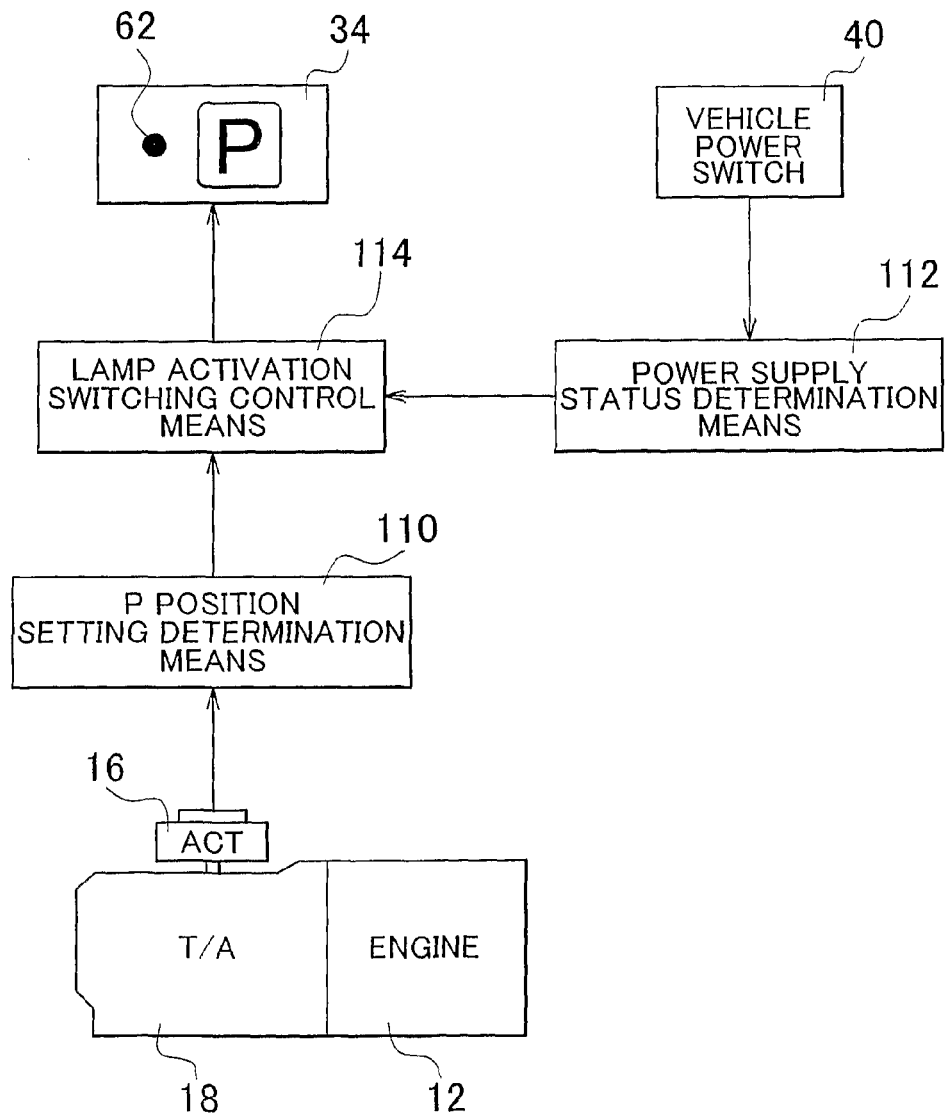 62
34
40
P
VEHICLE
POWER
SWITCH
114
112
LAMP ACTIVATION
SWITCHING CONTROL
MEANS
POWER SUPPLY
STATUS DETERMINATION
MEANS
110
P POSITION
SETTING DETERMINATION
MEANS
16
ACT
T/A
ENGINE
18
12